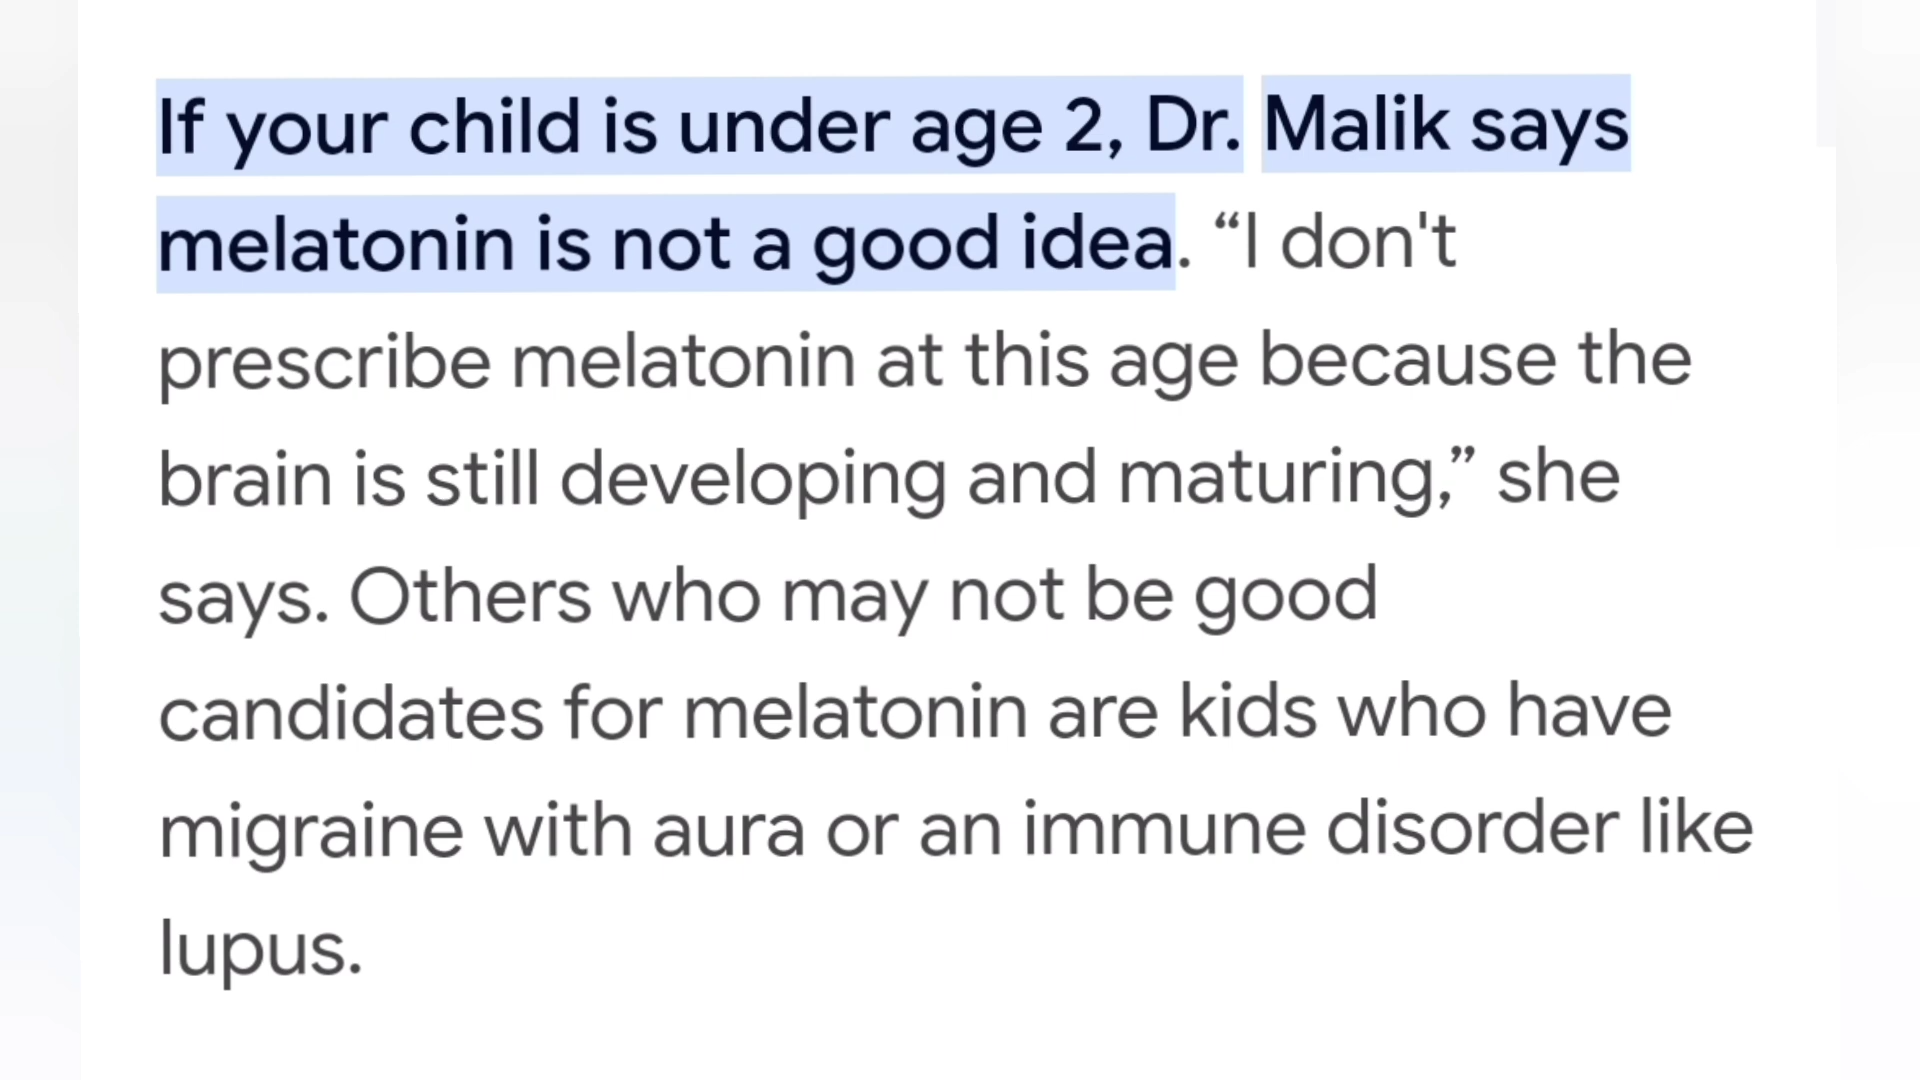 If your child is under age 2, Dr. Malik says
melatonin is not a good idea. “I don't
prescribe melatonin at this age because the
brain is still developing and maturing,” she
says. Others who may not be good
candidates for melatonin are kids who have
migraine with aura or an immune disorder like
lupus.